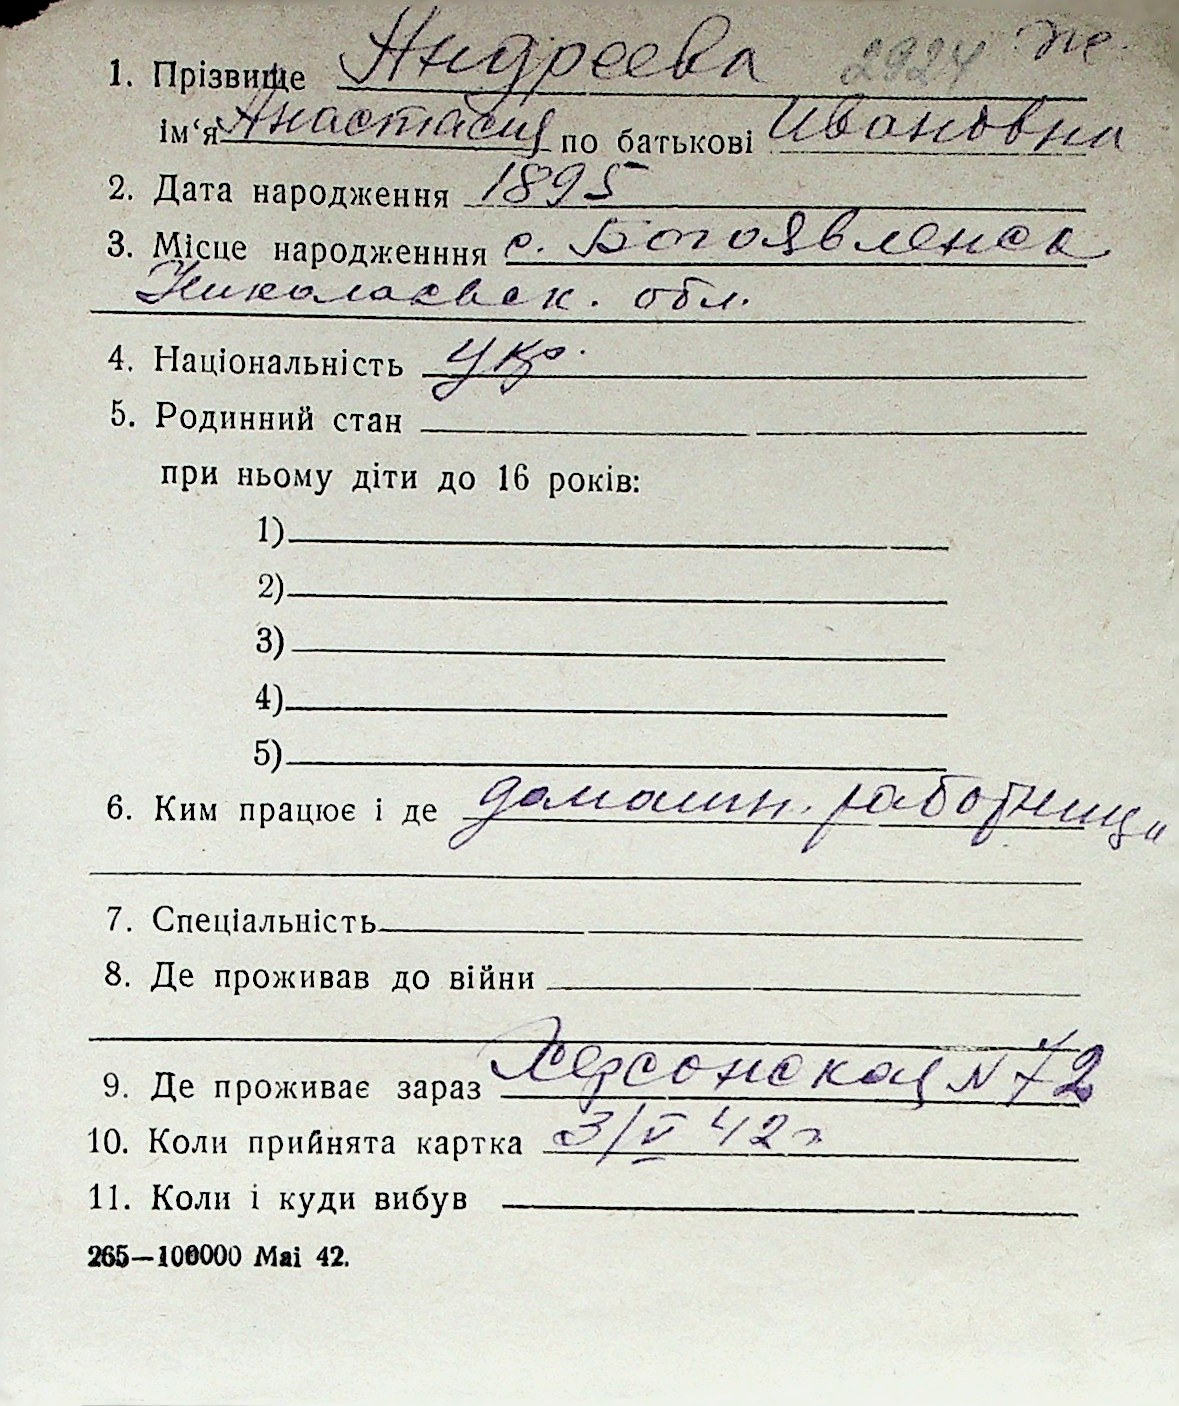 1. Прізвище Андреева 2924
ім‘я Анастасия по батькові Ивановна
2. Дата народження 1895
3. Місце народженння с. Богоявленск
Николаевск. обл.
4. Національність укр.
5. Родинний стан
при ньому діти до 16 років:
1)
2)
3)
4)
5)
6. Ким працює і де домашн. работница
7. Спеціальність
8. Де проживав до війни
9. Де проживає зараз Херсонская N 72
10. Коли прийнята картка 3/V 42 г
11. Коли і куди вибув
265—100000 Mai 42.